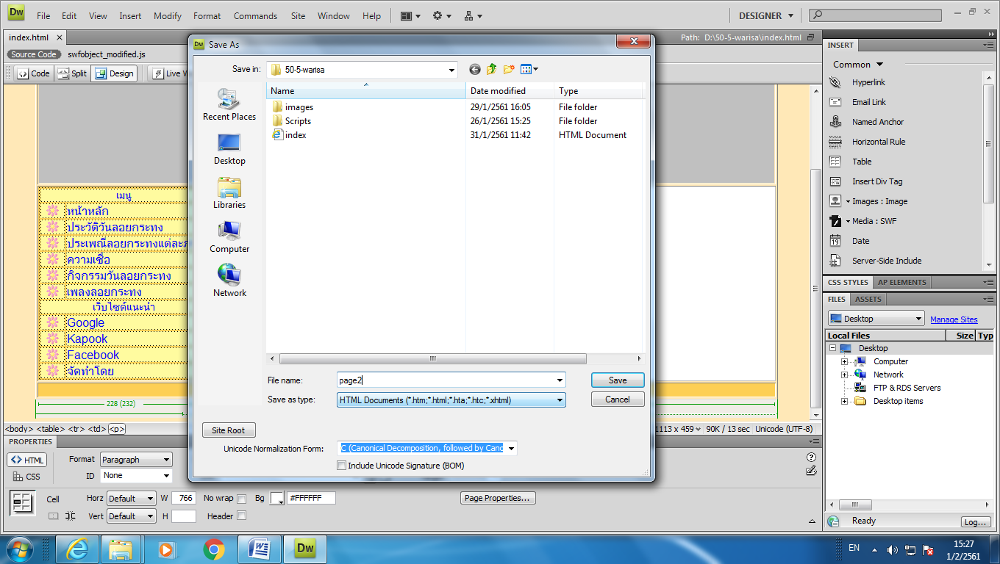 Dw File Edit View Insert Modify Format Commands Site Window Help DESIGNER
index.html Path: D:\50-5-warisa\index.html
Source Code swfobject_modified.js
Code Split Design Live
Dw Save As
Save in: 50-5-warisa
Name Date modified Type
images 29/1/2561 16:05 File folder
Scripts 26/1/2561 15:25 File folder
index 31/1/2561 11:42 HTML Document
Recent Places
Desktop
Libraries
Computer
Network
File name: page2 Save
Save as type: HTML Documents (*.htm;*.html;*.hta;*.htc;*.xhtml) Cancel
Site Root
Unicode Normalization Form: C (Canonical Decomposition, followed by Canc
Include Unicode Signature (BOM)
เมนู
หน้าหลัก
ประวัติวันลอยกระทง
ประเพณีลอยกระทงแต่ละภ
ความเชื่อ
กิจกรรมวันลอยกระทง
เพลงลอยกระทง
เว็บไซต์แนะนำ
Google
Kapook
Facebook
จัดทำโดย
228 (232)
<body> <table> <tr> <td> <p> 1113 x 459 90K / 13 sec Unicode (UTF-8)
PROPERTIES
HTML Format Paragraph
CSS ID None
Cell Horz Default W 766 No wrap Bg #FFFFFF Page Properties...
Vert Default H Header
INSERT
Common
Hyperlink
Email Link
Named Anchor
Horizontal Rule
Table
Insert Div Tag
Images : Image
Media : SWF
Date
Server-Side Include
CSS STYLES AP ELEMENTS
FILES ASSETS
Desktop Manage Sites
Local Files Size Typ
Desktop
Computer
Network
FTP & RDS Servers
Desktop items
Ready Log...
Dw EN 15:27
1/2/2561